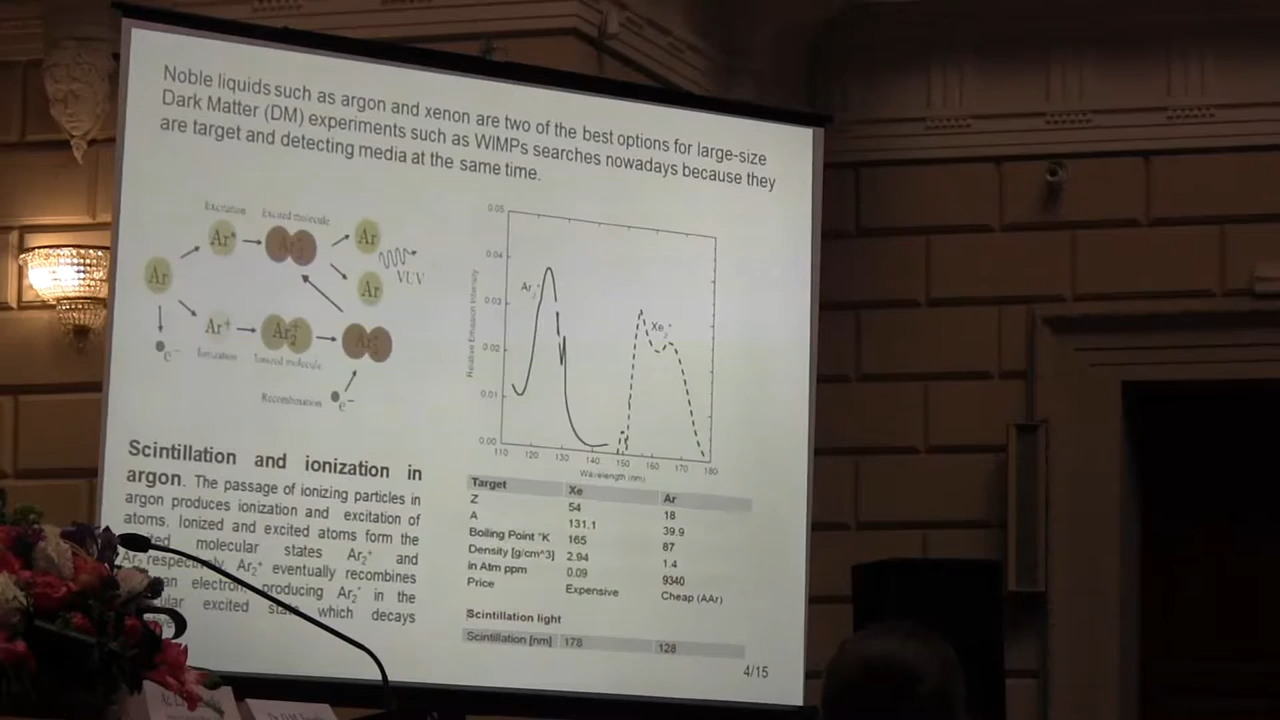 Noble liquids such as argon and xenon are two of the best options for large-size
Dark Matter (DM) experiments such as WIMPs searches nowadays because they
are target and detecting media at the same time.
Excitation
Excited molecule
Ar
Ar*
Ar
Ar
VUV
Ar+
Ar2+
Ionization
Ionized molecule
e−
Recombination
e−
Relative Emission Intensity
0.05
0.04
0.03
0.02
0.01
0.00
Ar2*
Xe2*
110 120 130 140 150 160 170 180
Wavelength (nm)
Scintillation and ionization in
argon. The passage of ionizing particles in
argon produces ionization and excitation of
atoms. Ionized and excited atoms form the
molecular states Ar2+ and
Ar2* respectively. Ar2+ eventually recombines
an electron, producing Ar2* in the
excited state which decays
Target Xe Ar
Z 54 18
A 131.1 39.9
Boiling Point °K 165 87
Density [g/cm^3] 2.94 1.4
in Atm ppm 0.09 9340
Price Expensive Cheap (AAr)
Scintillation light
Scintillation [nm] 178 128
4/15